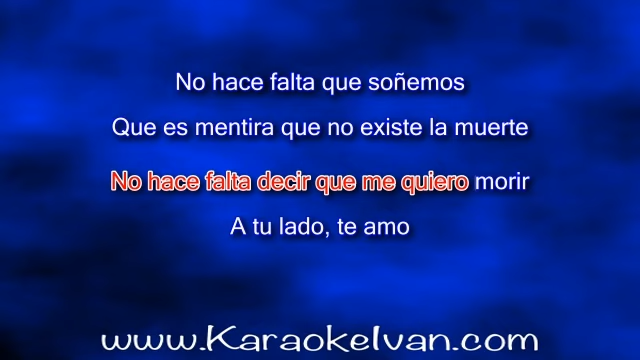 No hace falta que soñemos
Que es mentira que no existe la muerte
No hace falta decir que me quiero morir
A tu lado, te amo
www.KaraokeIvan.com